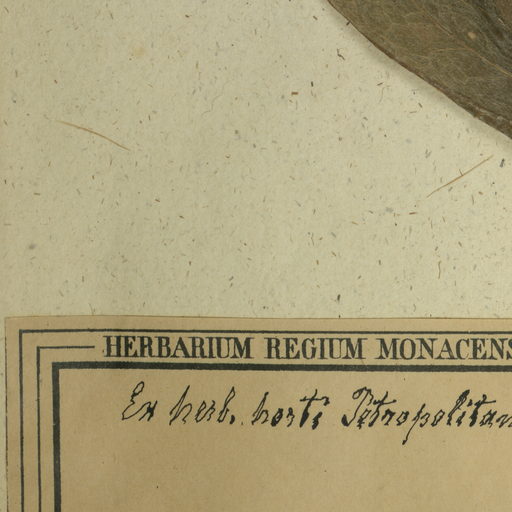 HERBARIUM REGIUM MONACENS
Ex herb. horti Petropolitan